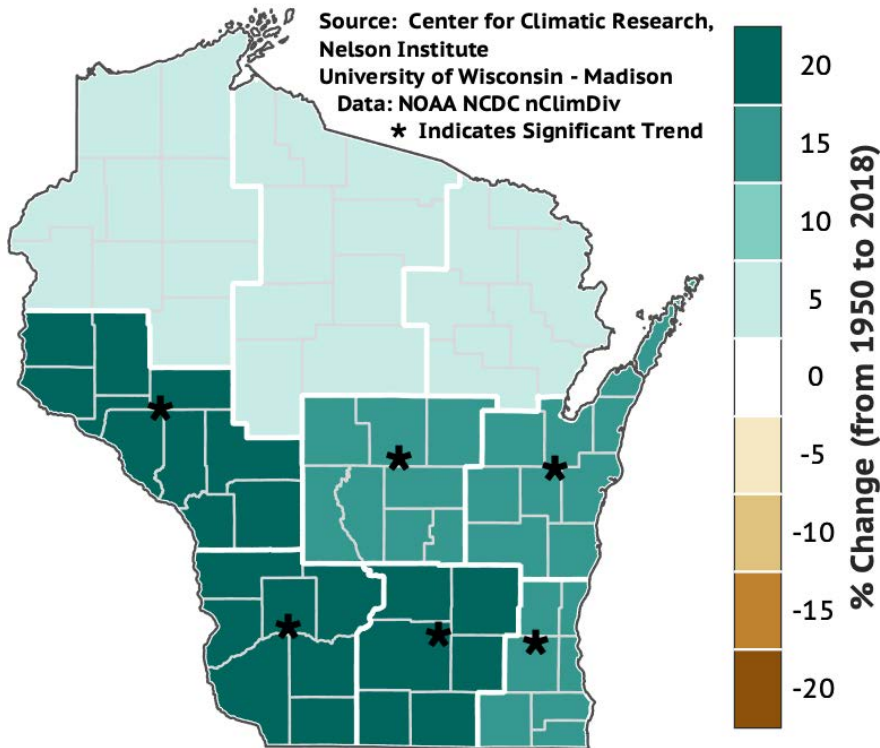 Source: Center for Climatic Research,
Nelson Institute
University of Wisconsin - Madison
Data: NOAA NCDC nClimDiv
* Indicates Significant Trend
20
15
10
5
0
-5
-10
-15
-20
% Change (from 1950 to 2018)